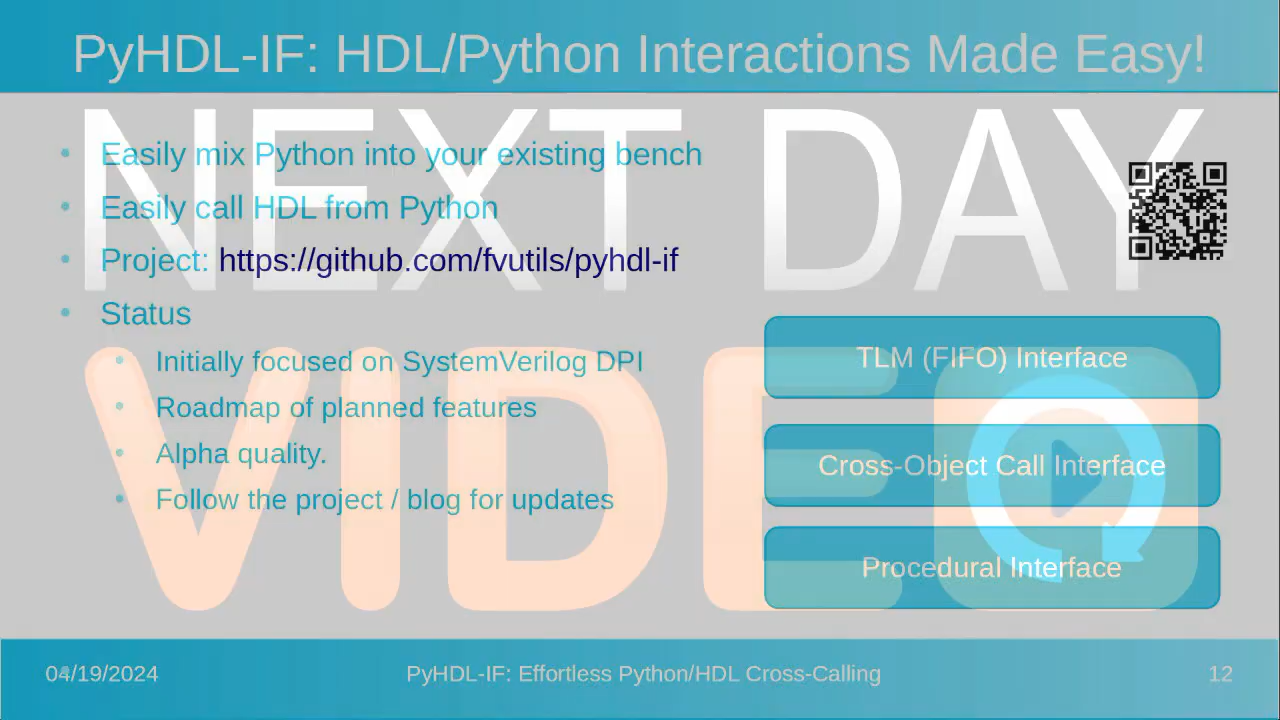 PyHDL-IF: HDL/Python Interactions Made Easy!
NEXT DAY
VIDEO
• Easily mix Python into your existing bench
• Easily call HDL from Python
• Project: https://github.com/fvutils/pyhdl-if
• Status
• Initially focused on SystemVerilog DPI
• Roadmap of planned features
• Alpha quality.
• Follow the project / blog for updates
TLM (FIFO) Interface
Cross-Object Call Interface
Procedural Interface
04/19/2024
PyHDL-IF: Effortless Python/HDL Cross-Calling
12